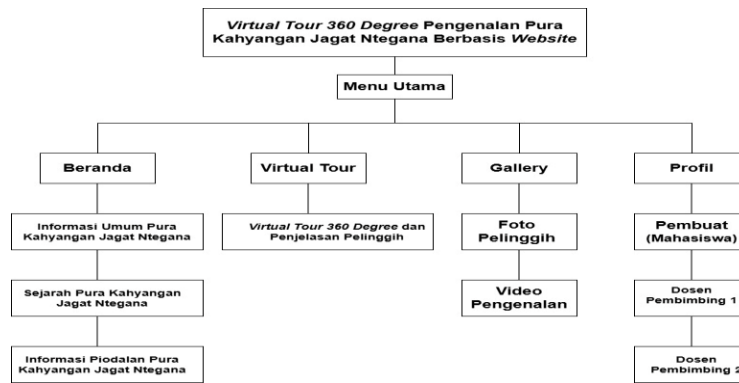 Virtual Tour 360 Degree Pengenalan Pura
Kahyangan Jagat Ntegana Berbasis Website
Menu Utama
Beranda
Virtual Tour
Gallery
Profil
Informasi Umum Pura
Kahyangan Jagat Ntegana
Virtual Tour 360 Degree dan
Penjelasan Pelinggih
Foto
Pelinggih
Pembuat
(Mahasiswa)
Sejarah Pura Kahyangan
Jagat Ntegana
Video
Pengenalan
Dosen
Pembimbing 1
Informasi Piodalan Pura
Kahyangan Jagat Ntegana
Dosen
Pembimbing 2